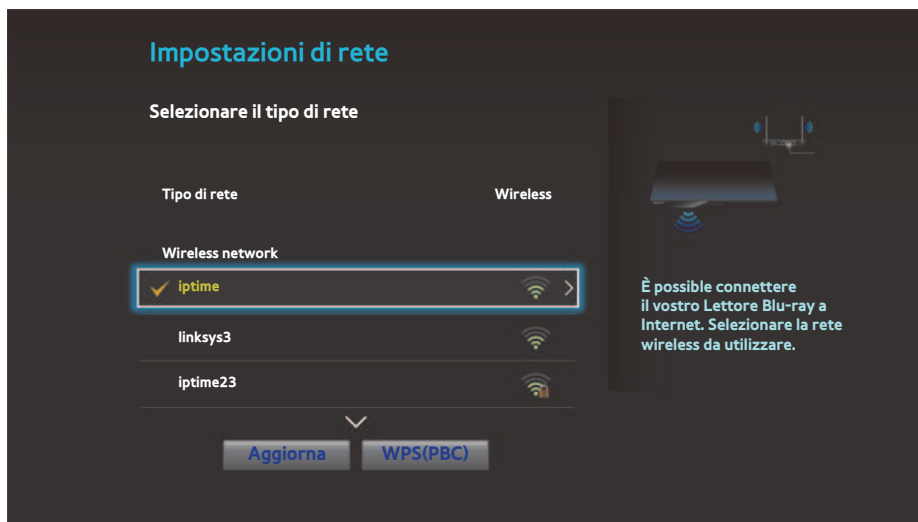 Impostazioni di rete
Selezionare il tipo di rete
Tipo di rete Wireless
Wireless network
iptime
linksys3
iptime23
Aggiorna WPS(PBC)
È possible connettere
il vostro Lettore Blu-ray a
Internet. Selezionare la rete
wireless da utilizzare.